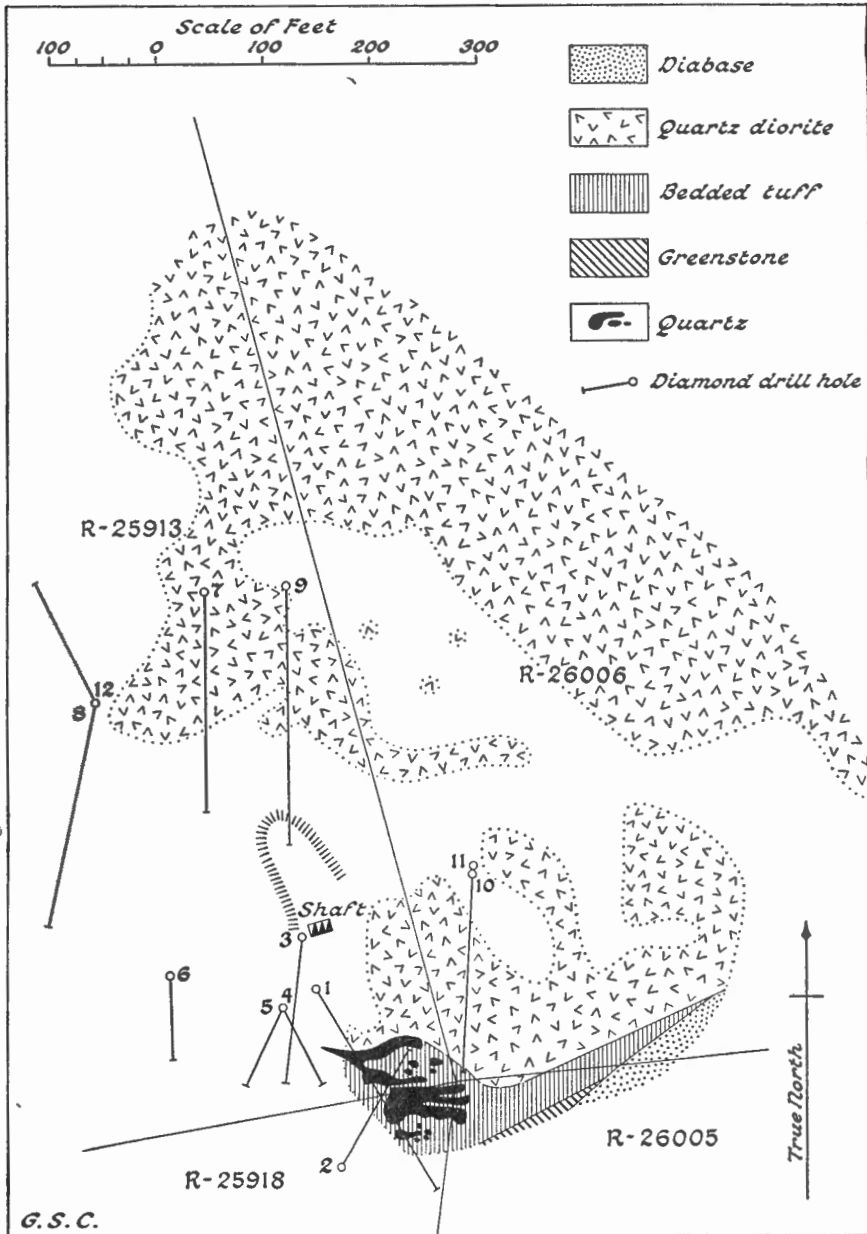 Scale of Feet
100 0 100 200 300
Diabase
Quartz diorite
Bedded tuff
Greenstone
Quartz
Diamond drill hole
R-25913
7
9
R-26006
12
8
11
10
Shaft
3
6
1
4
5
2
R-25918
R-26005
True North
G.S.C.